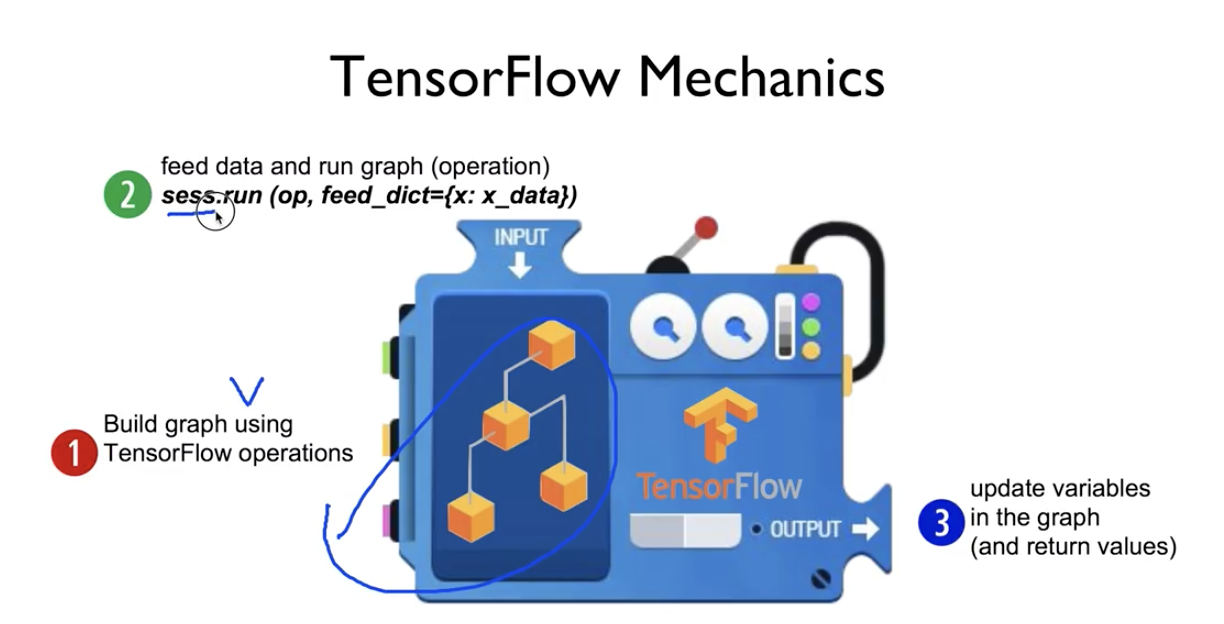 TensorFlow Mechanics
2
feed data and run graph (operation)
sess.run (op, feed_dict={x: x_data})
INPUT
1
Build graph using
TensorFlow operations
TensorFlow
OUTPUT
3
update variables
in the graph
(and return values)